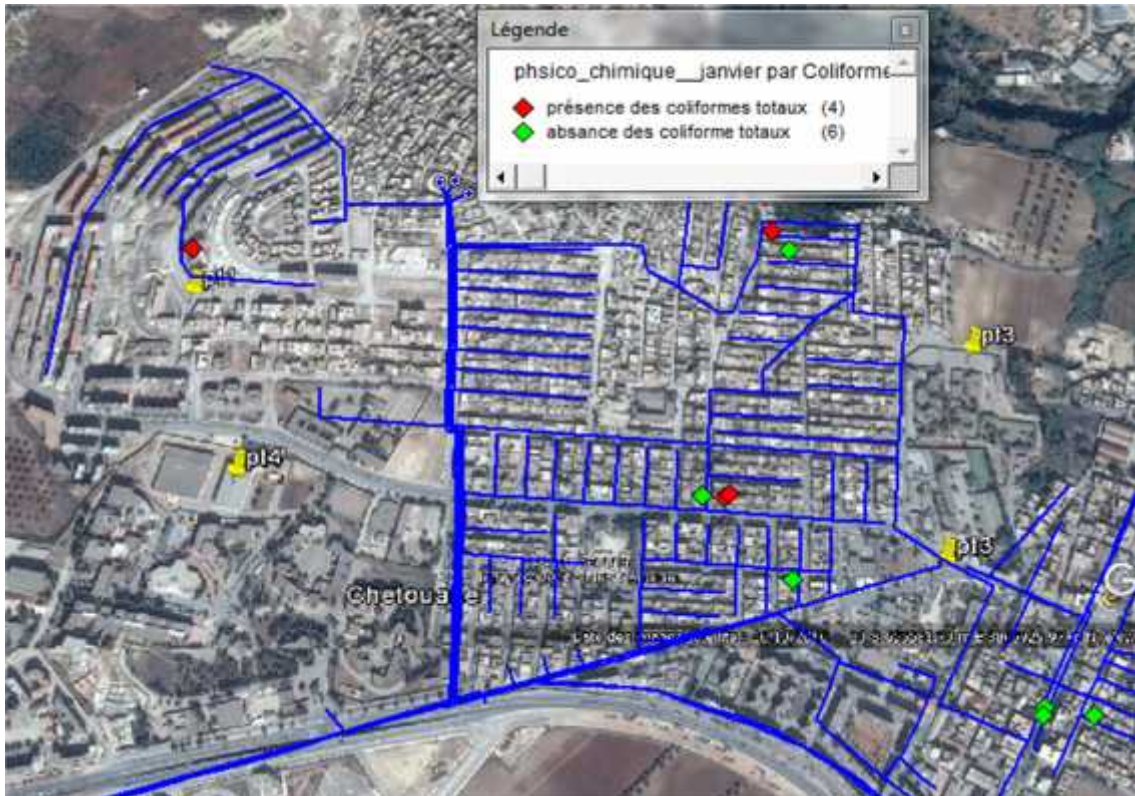 Légende
phsico_chimique__janvier par Coliforme
présence des coliformes totaux (4)
absance des coliforme totaux (6)
pt1
pt3
pt4
pt3
Chetouane
G